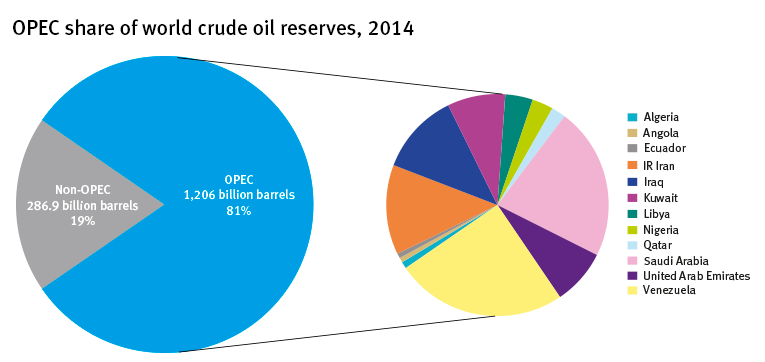 OPEC share of world crude oil reserves, 2014
Non-OPEC
286.9 billion barrels
19%
OPEC
1,206 billion barrels
81%
Algeria
Angola
Ecuador
IR Iran
Iraq
Kuwait
Libya
Nigeria
Qatar
Saudi Arabia
United Arab Emirates
Venezuela